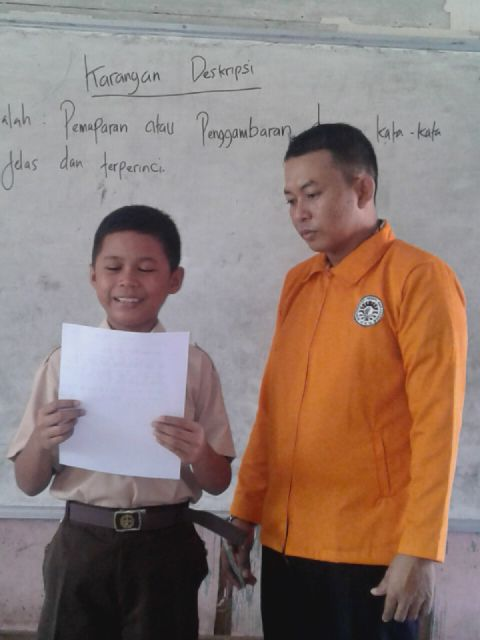 Karangan Deskripsi
alah : Pemaparan atau Penggambaran kata-kata
Jelas dan terperinci.